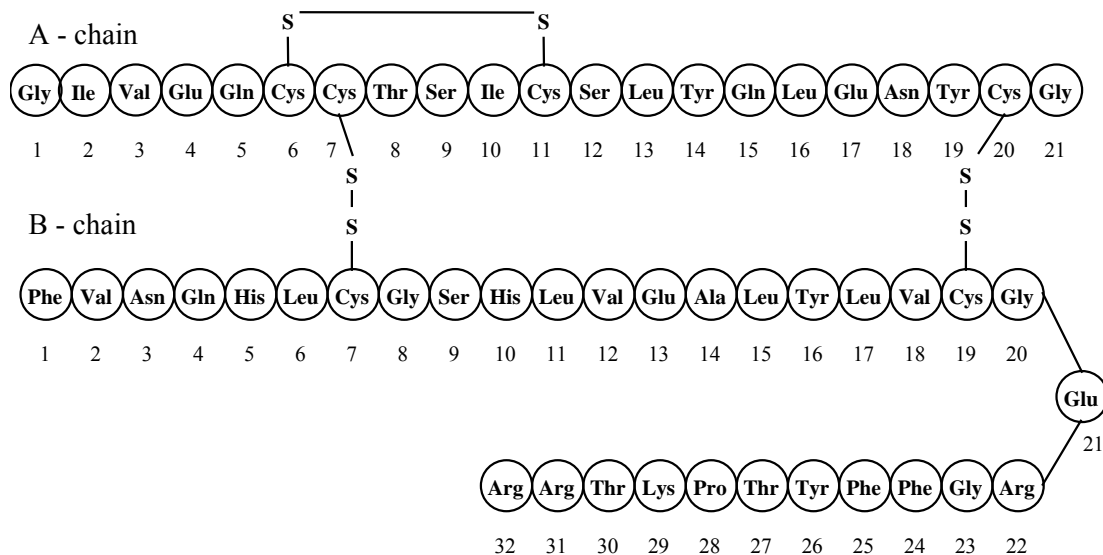 S S
A - chain
Gly Ile Val Glu Gln Cys Cys Thr Ser Ile Cys Ser Leu Tyr Gln Leu Glu Asn Tyr Cys Gly
1 2 3 4 5 6 7 8 9 10 11 12 13 14 15 16 17 18 19 20 21
S S
S S
B - chain
Phe Val Asn Gln His Leu Cys Gly Ser His Leu Val Glu Ala Leu Tyr Leu Val Cys Gly
1 2 3 4 5 6 7 8 9 10 11 12 13 14 15 16 17 18 19 20
Glu
21
Arg Arg Thr Lys Pro Thr Tyr Phe Phe Gly Arg
32 31 30 29 28 27 26 25 24 23 22